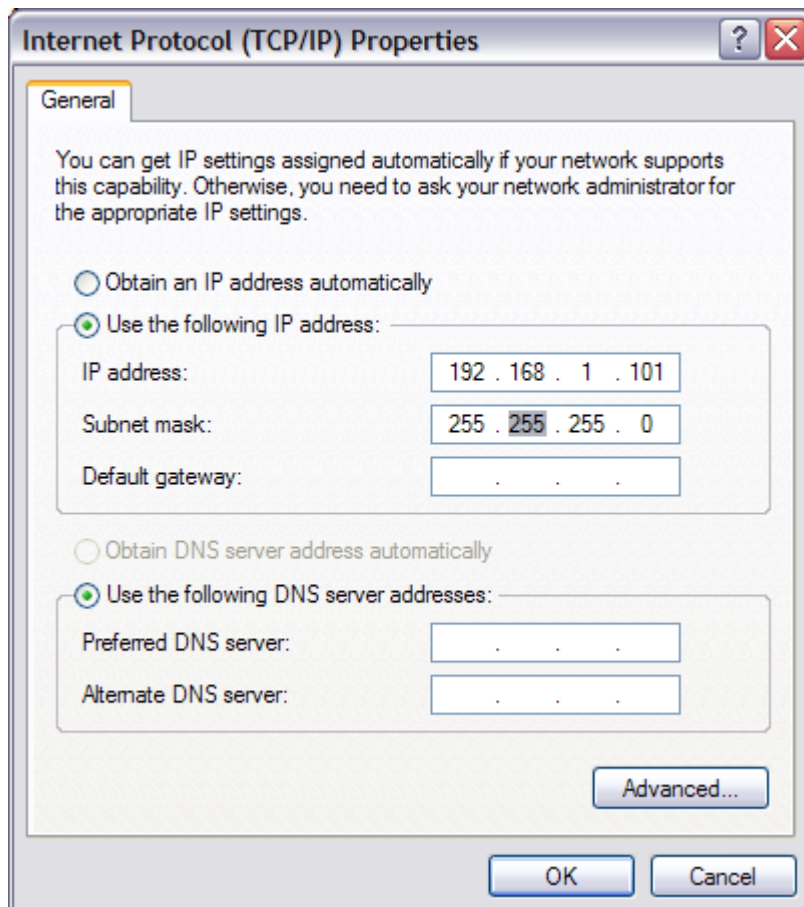 Internet Protocol (TCP/IP) Properties
General
You can get IP settings assigned automatically if your network supports
this capability. Otherwise, you need to ask your network administrator for
the appropriate IP settings.
Obtain an IP address automatically
Use the following IP address:
IP address: 192 . 168 . 1 . 101
Subnet mask: 255 . 255 . 255 . 0
Default gateway: . . .
Obtain DNS server address automatically
Use the following DNS server addresses:
Preferred DNS server: . . .
Alternate DNS server: . . .
Advanced...
OK Cancel